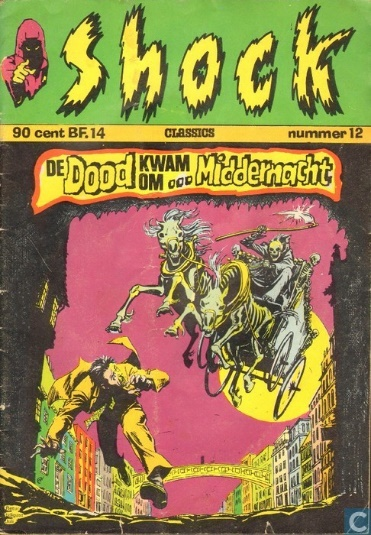 Shock
90 cent BF.14 CLASSICS nummer 12
DE Dood KWAM
OM ... Middernacht
C